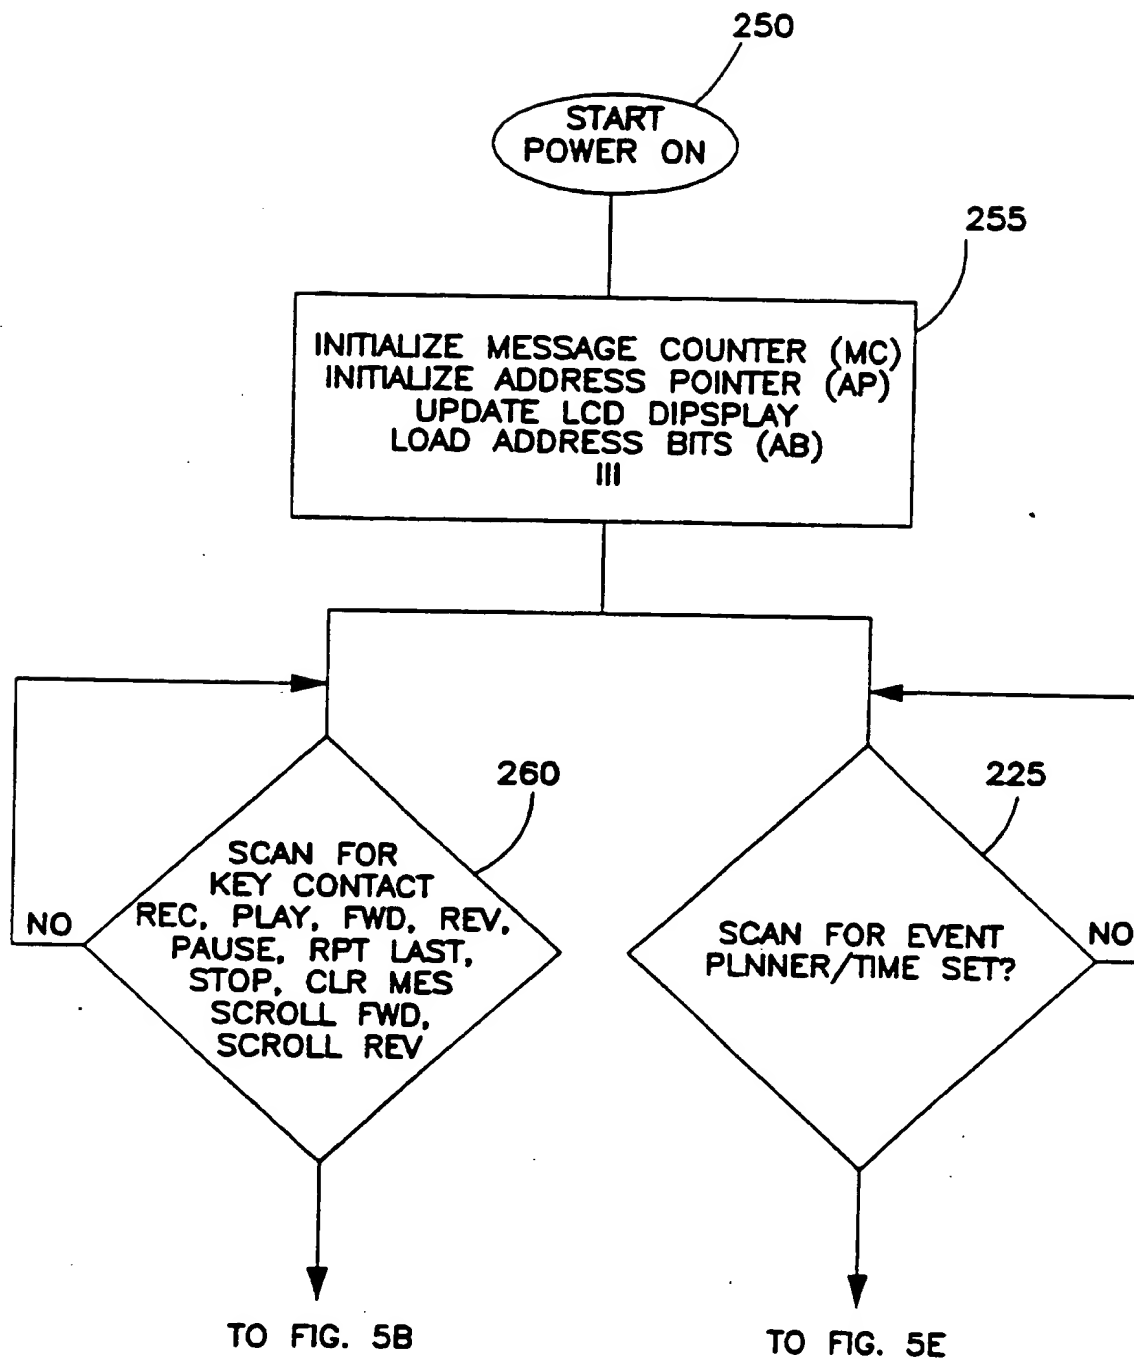 250
START
POWER ON
255
INITIALIZE MESSAGE COUNTER (MC)
INITIALIZE ADDRESS POINTER (AP)
UPDATE LCD DIPSPLAY
LOAD ADDRESS BITS (AB)
III
260
SCAN FOR
KEY CONTACT
REC, PLAY, FWD, REV,
PAUSE, RPT LAST,
STOP, CLR MES
SCROLL FWD,
SCROLL REV
NO
TO FIG. 5B
225
SCAN FOR EVENT
PLNNER/TIME SET?
NO
TO FIG. 5E